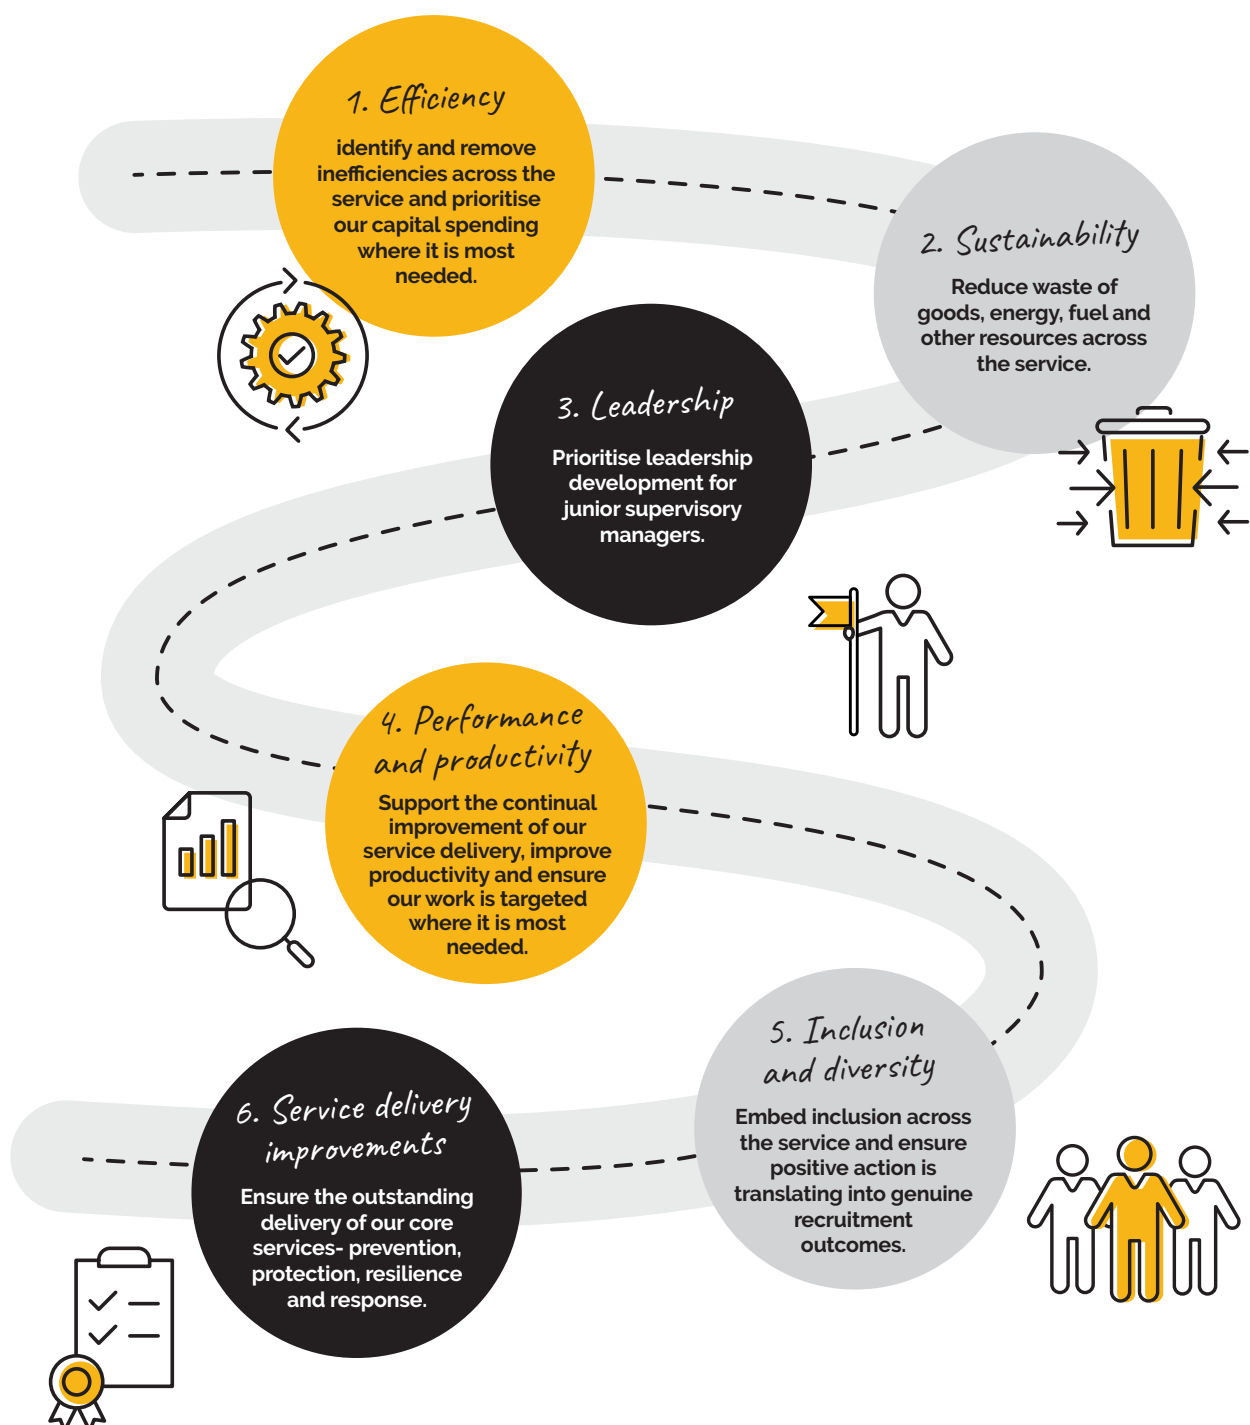 1. Efficiency
identify and remove
inefficiencies across the
service and prioritise
our capital spending
where it is most
needed.
2. Sustainability
Reduce waste of
goods, energy, fuel and
other resources across
the service.
3. Leadership
Prioritise leadership
development for
junior supervisory
managers.
4. Performance
and productivity
Support the continual
improvement of our
service delivery, improve
productivity and ensure
our work is targeted
where it is most
needed.
5. Inclusion
and diversity
Embed inclusion across
the service and ensure
positive action is
translating into genuine
recruitment
outcomes.
6. Service delivery
improvements
Ensure the outstanding
delivery of our core
services- prevention,
protection, resilience
and response.